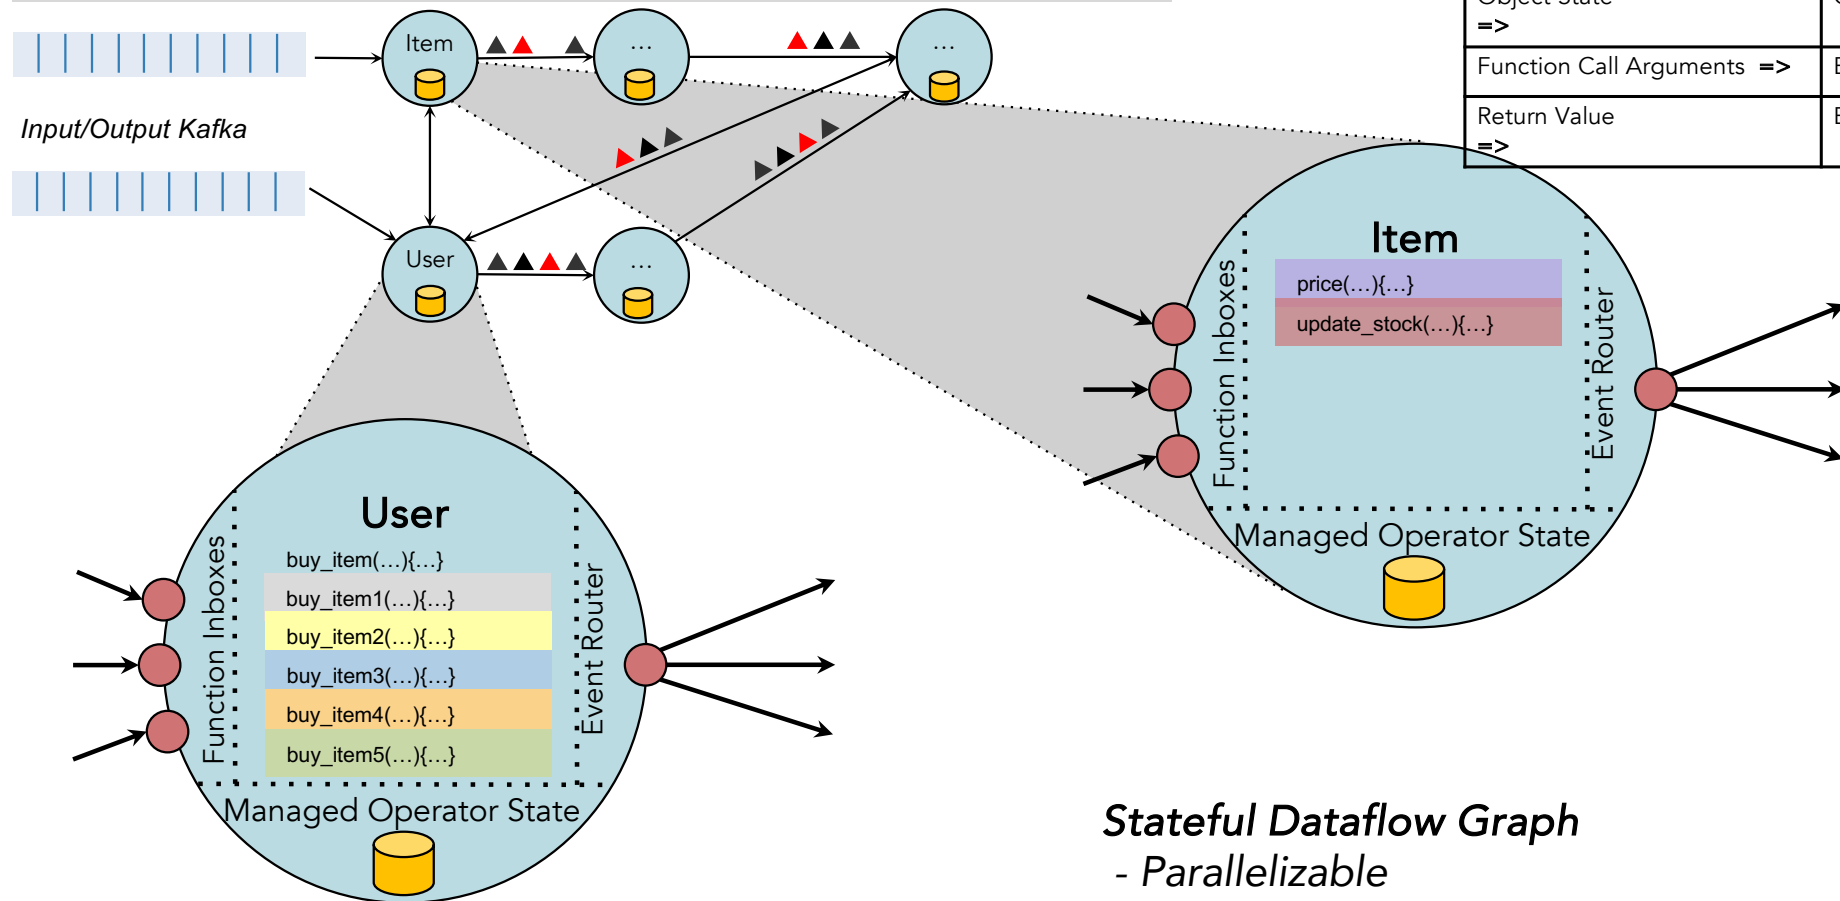 Object State
=>
Function Call Arguments =>
Return Value
=>
Item
...
...
Input/Output Kafka
User
...
Item
price(...){...}
update_stock(...){...}
Function Inboxes
Event Router
Managed Operator State
User
buy_item(...){...}
buy_item1(...){...}
buy_item2(...){...}
buy_item3(...){...}
buy_item4(...){...}
buy_item5(...){...}
Function Inboxes
Event Router
Managed Operator State
Stateful Dataflow Graph
- Parallelizable